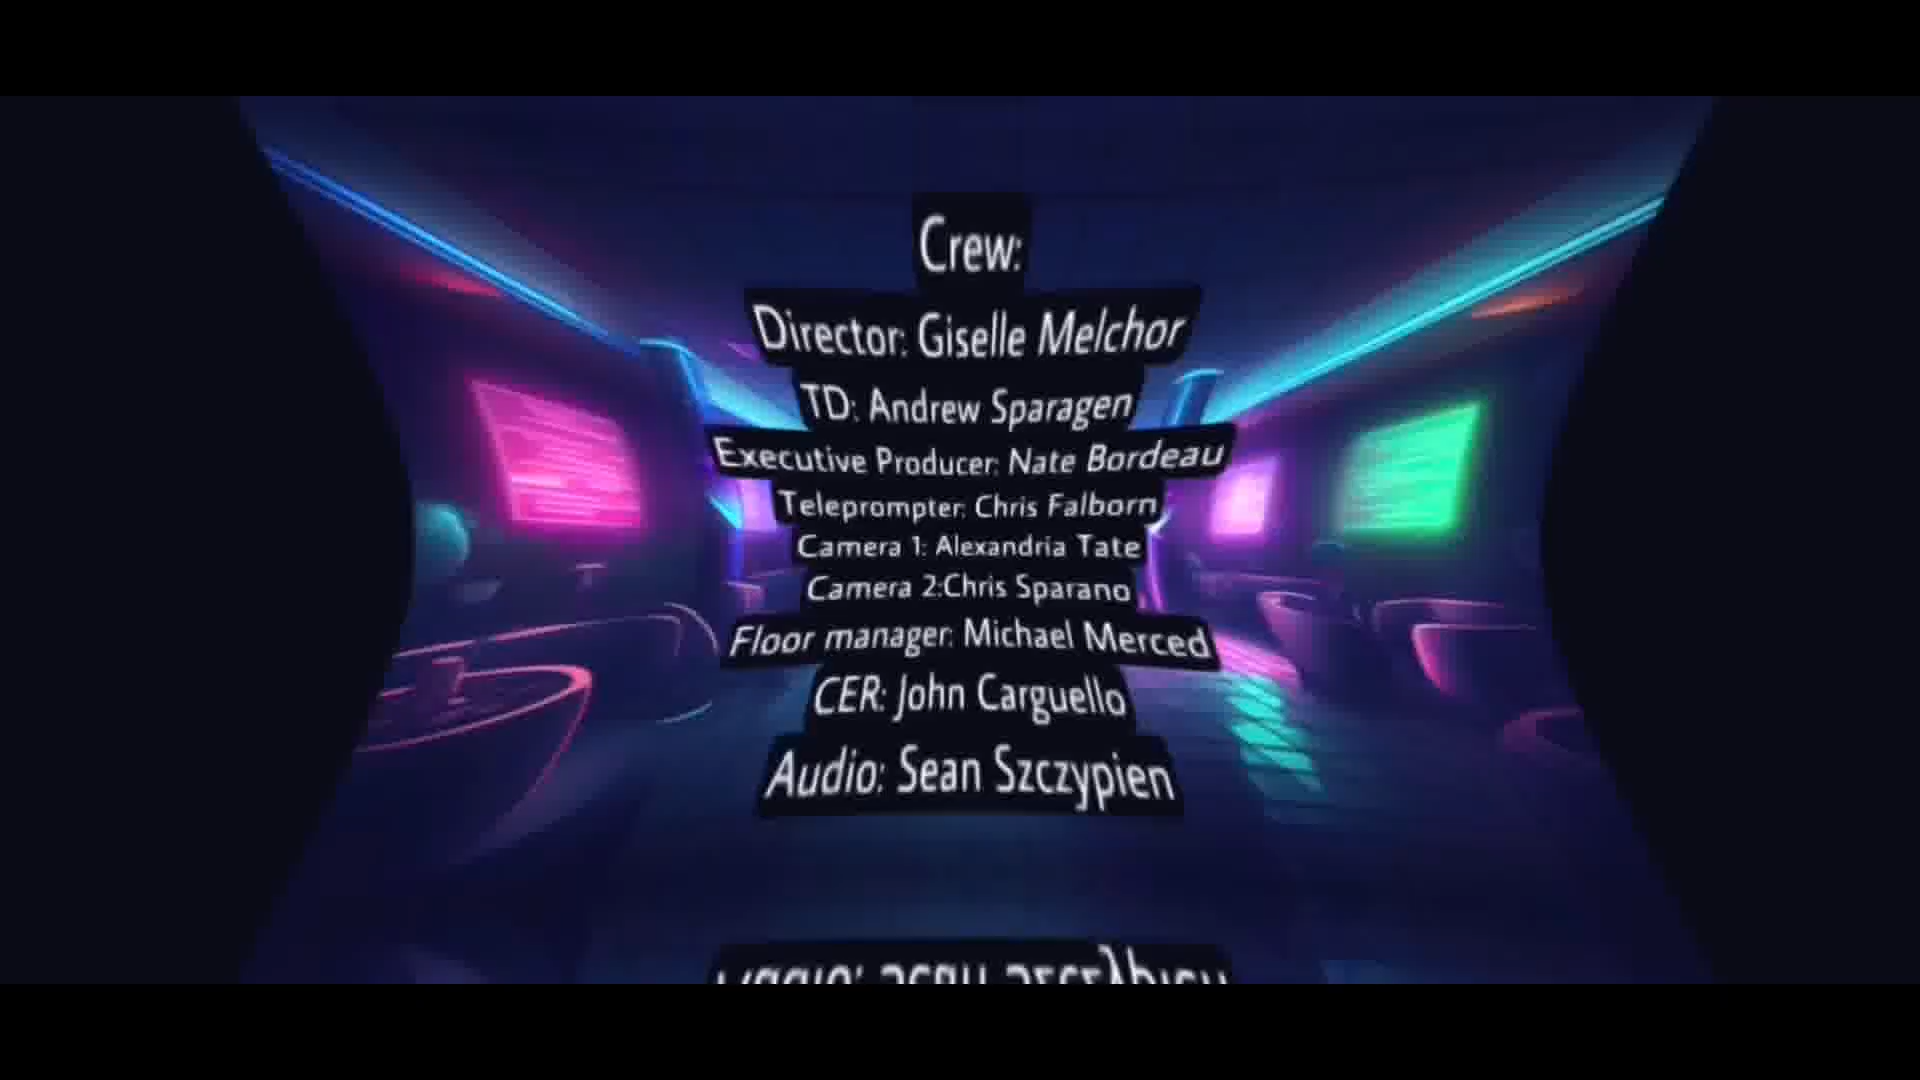 Crew:
Director: Giselle Melchor
TD: Andrew Sparagen
Executive Producer: Nate Bordeau
Teleprompter: Chris Falborn
Camera 1: Alexandria Tate
Camera 2:Chris Sparano
Floor manager: Michael Merced
CER: John Carguello
Audio: Sean Szczypien